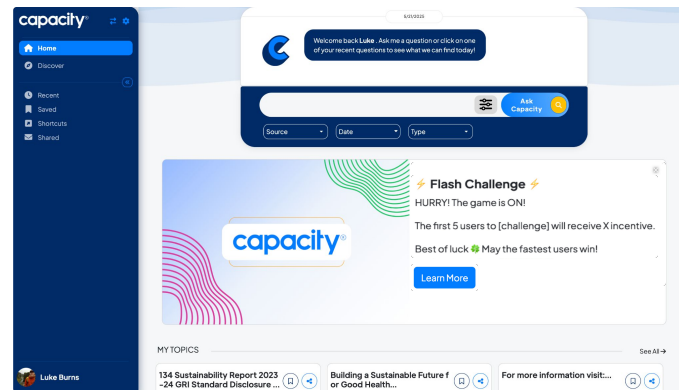 capacity®
Home
Discover
Recent
Saved
Shortcuts
Shared
Luke Burns
5/21/2025
Welcome back Luke . Ask me a question or click on one
of your recent questions to see what we can find today!
Ask
Capacity
Source
Date
Type
capacity®
⚡ Flash Challenge ⚡
HURRY! The game is ON!
The first 5 users to [challenge] will receive X incentive.
Best of luck 🍀 May the fastest users win!
Learn More
MY TOPICS
See All →
134 Sustainability Report 2023
-24 GRI Standard Disclosure ...
Building a Sustainable Future f
or Good Health...
For more information visit:...